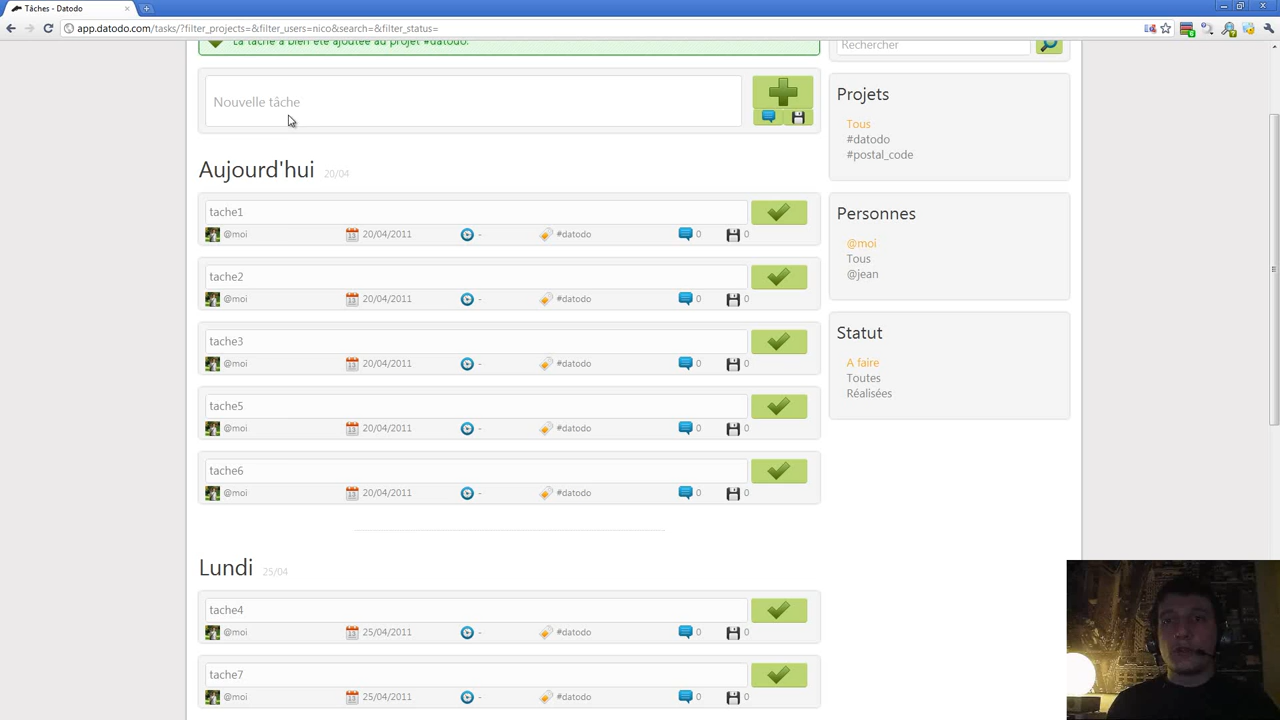 Tâches - Datodo
app.datodo.com/tasks/?filter_projects=&filter_users=nico&search=&filter_status=
La tâche a bien été ajoutée au projet #datodo.
Rechercher
Nouvelle tâche
Projets
Tous
#datodo
#postal_code
Aujourd'hui 20/04
tache1
@moi 20/04/2011 - #datodo 0 0
Personnes
@moi
Tous
@jean
tache2
@moi 20/04/2011 - #datodo 0 0
tache3
@moi 20/04/2011 - #datodo 0 0
Statut
A faire
Toutes
Réalisées
tache5
@moi 20/04/2011 - #datodo 0 0
tache6
@moi 20/04/2011 - #datodo 0 0
Lundi 25/04
tache4
@moi 25/04/2011 - #datodo 0 0
tache7
@moi 25/04/2011 - #datodo 0 0